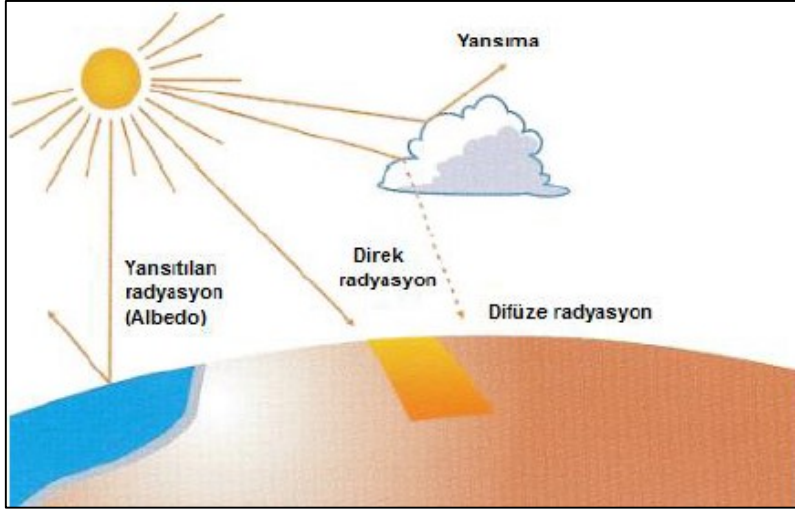 Yansıma
Yansıtılan
radyasyon
(Albedo)
Direk
radyasyon
Difüze radyasyon